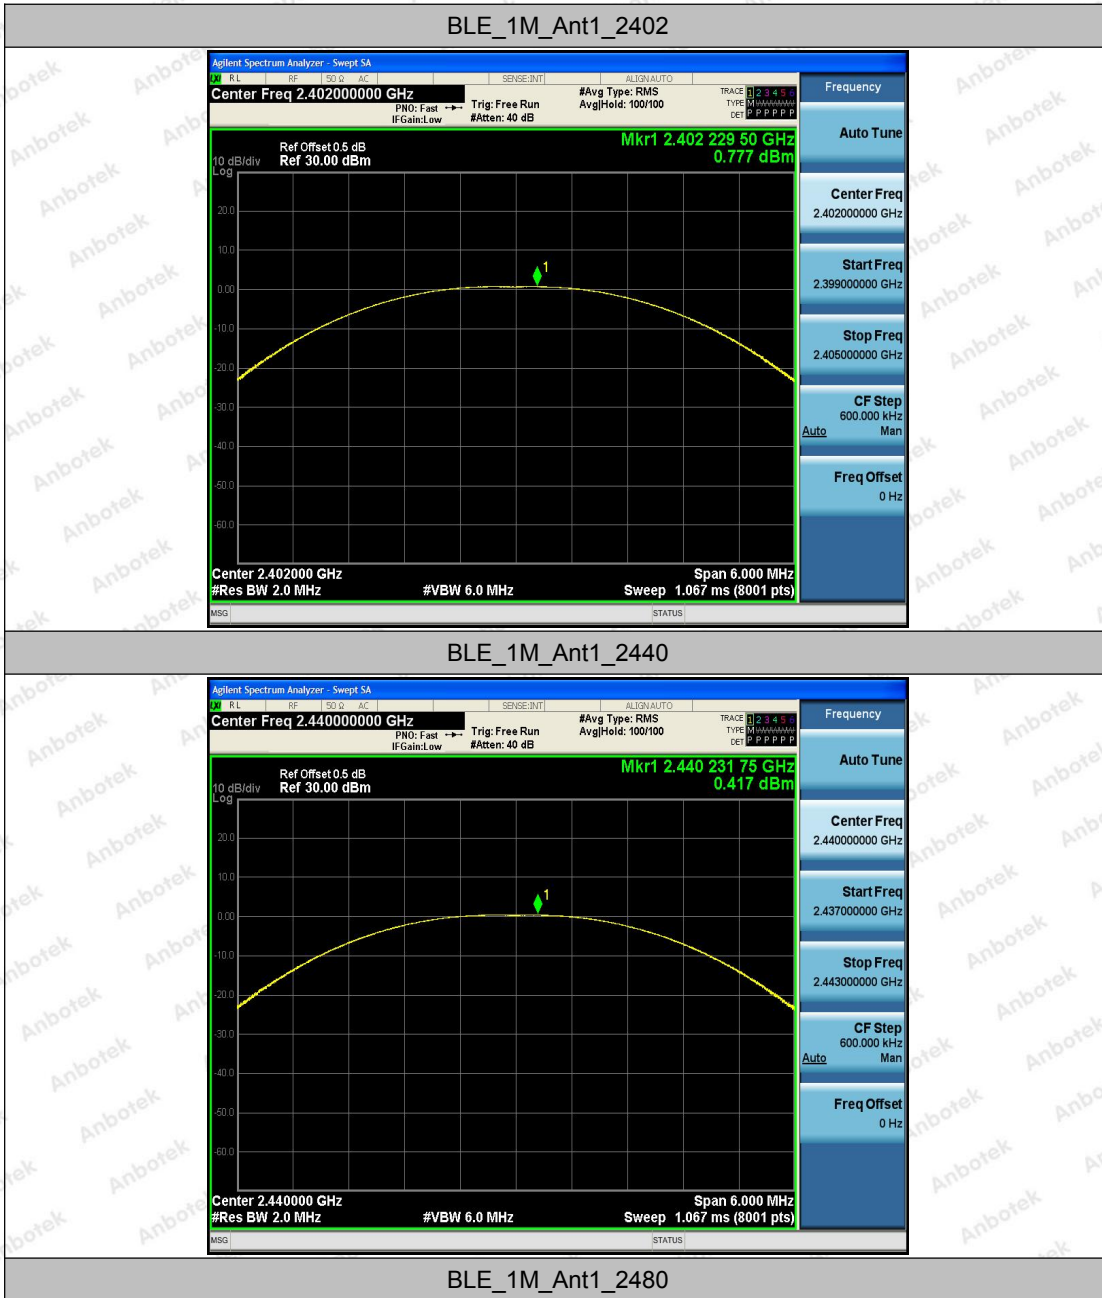 BLE_1M_Ant1_2402
Agilent Spectrum Analyzer - Swept SA
LXI RL RF 50 Ω AC SENSE:INT ALIGNAUTO
Center Freq 2.402000000 GHz
PNO: Fast
IFGain:Low
Trig: Free Run
#Atten: 40 dB
#Avg Type: RMS
Avg|Hold: 100/100
TRACE 1 2 3 4 5 6
TYPE M WWWWW
DET P P P P P P
Mkr1 2.402 229 50 GHz
0.777 dBm
Ref Offset 0.5 dB
10 dB/div Ref 30.00 dBm
Log
20.0
10.0
0.00
-10.0
-20.0
-30.0
-40.0
-50.0
-60.0
1
Center 2.402000 GHz Span 6.000 MHz
#Res BW 2.0 MHz #VBW 6.0 MHz Sweep 1.067 ms (8001 pts)
MSG STATUS
Frequency
Auto Tune
Center Freq
2.402000000 GHz
Start Freq
2.399000000 GHz
Stop Freq
2.405000000 GHz
CF Step
600.000 kHz
Auto Man
Freq Offset
0 Hz
BLE_1M_Ant1_2440
Agilent Spectrum Analyzer - Swept SA
LXI RL RF 50 Ω AC SENSE:INT ALIGNAUTO
Center Freq 2.440000000 GHz
PNO: Fast
IFGain:Low
Trig: Free Run
#Atten: 40 dB
#Avg Type: RMS
Avg|Hold: 100/100
TRACE 1 2 3 4 5 6
TYPE M WWWWW
DET P P P P P P
Mkr1 2.440 231 75 GHz
0.417 dBm
Ref Offset 0.5 dB
10 dB/div Ref 30.00 dBm
Log
20.0
10.0
0.00
-10.0
-20.0
-30.0
-40.0
-50.0
-60.0
1
Center 2.440000 GHz Span 6.000 MHz
#Res BW 2.0 MHz #VBW 6.0 MHz Sweep 1.067 ms (8001 pts)
MSG STATUS
Frequency
Auto Tune
Center Freq
2.440000000 GHz
Start Freq
2.437000000 GHz
Stop Freq
2.443000000 GHz
CF Step
600.000 kHz
Auto Man
Freq Offset
0 Hz
BLE_1M_Ant1_2480
Anbotek